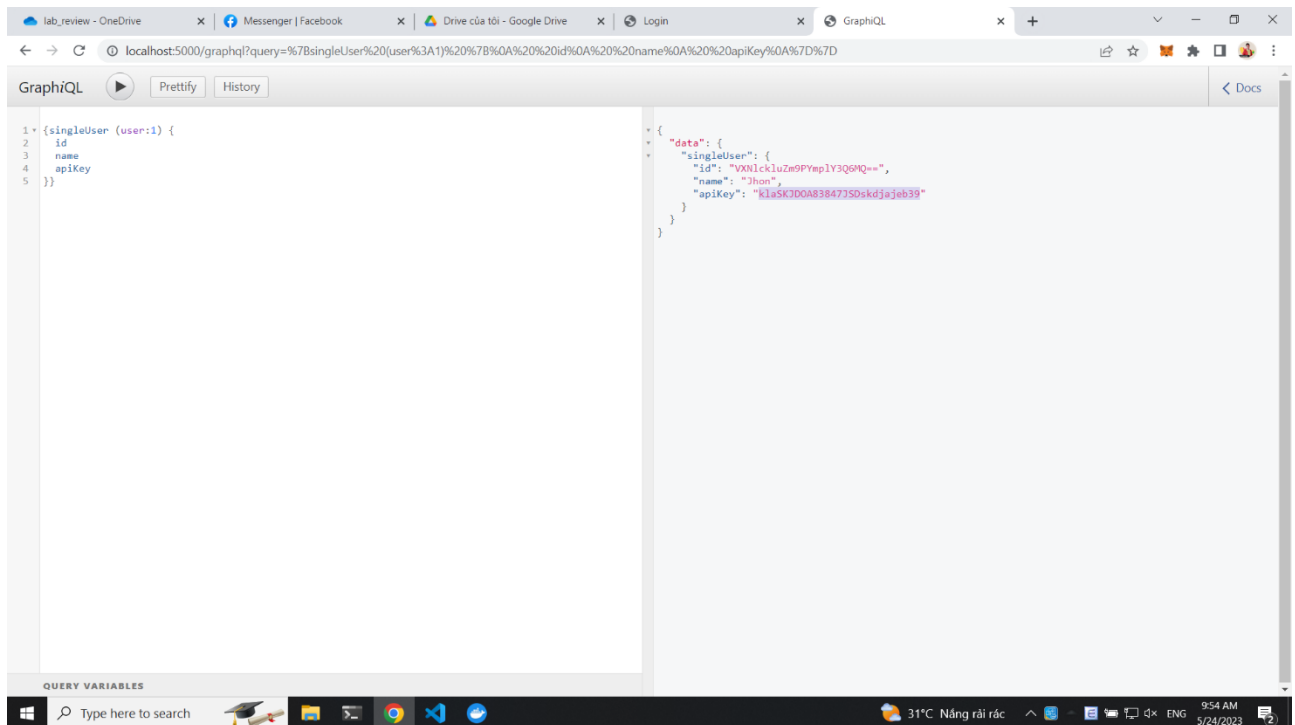 lab_review - OneDrive
Messenger | Facebook
Drive của tôi - Google Drive
Login
GraphiQL
localhost:5000/graphql?query=%7BsingleUser%20(user%3A1)%20%7B%0A%20%20id%0A%20%20name%0A%20%20apiKey%0A%7D%7D
GraphiQL
Prettify
History
< Docs
1 {singleUser (user:1) {
2 id
3 name
4 apiKey
5 }}
{
"data": {
"singleUser": {
"id": "VXNlckluZm9PYmplY3Q6MQ==",
"name": "Jhon",
"apiKey": "klaSKJDOA83847JSDskdjajeb39"
}
}
}
QUERY VARIABLES
Type here to search
31°C Nắng rải rác
ENG
9:54 AM
5/24/2023
2